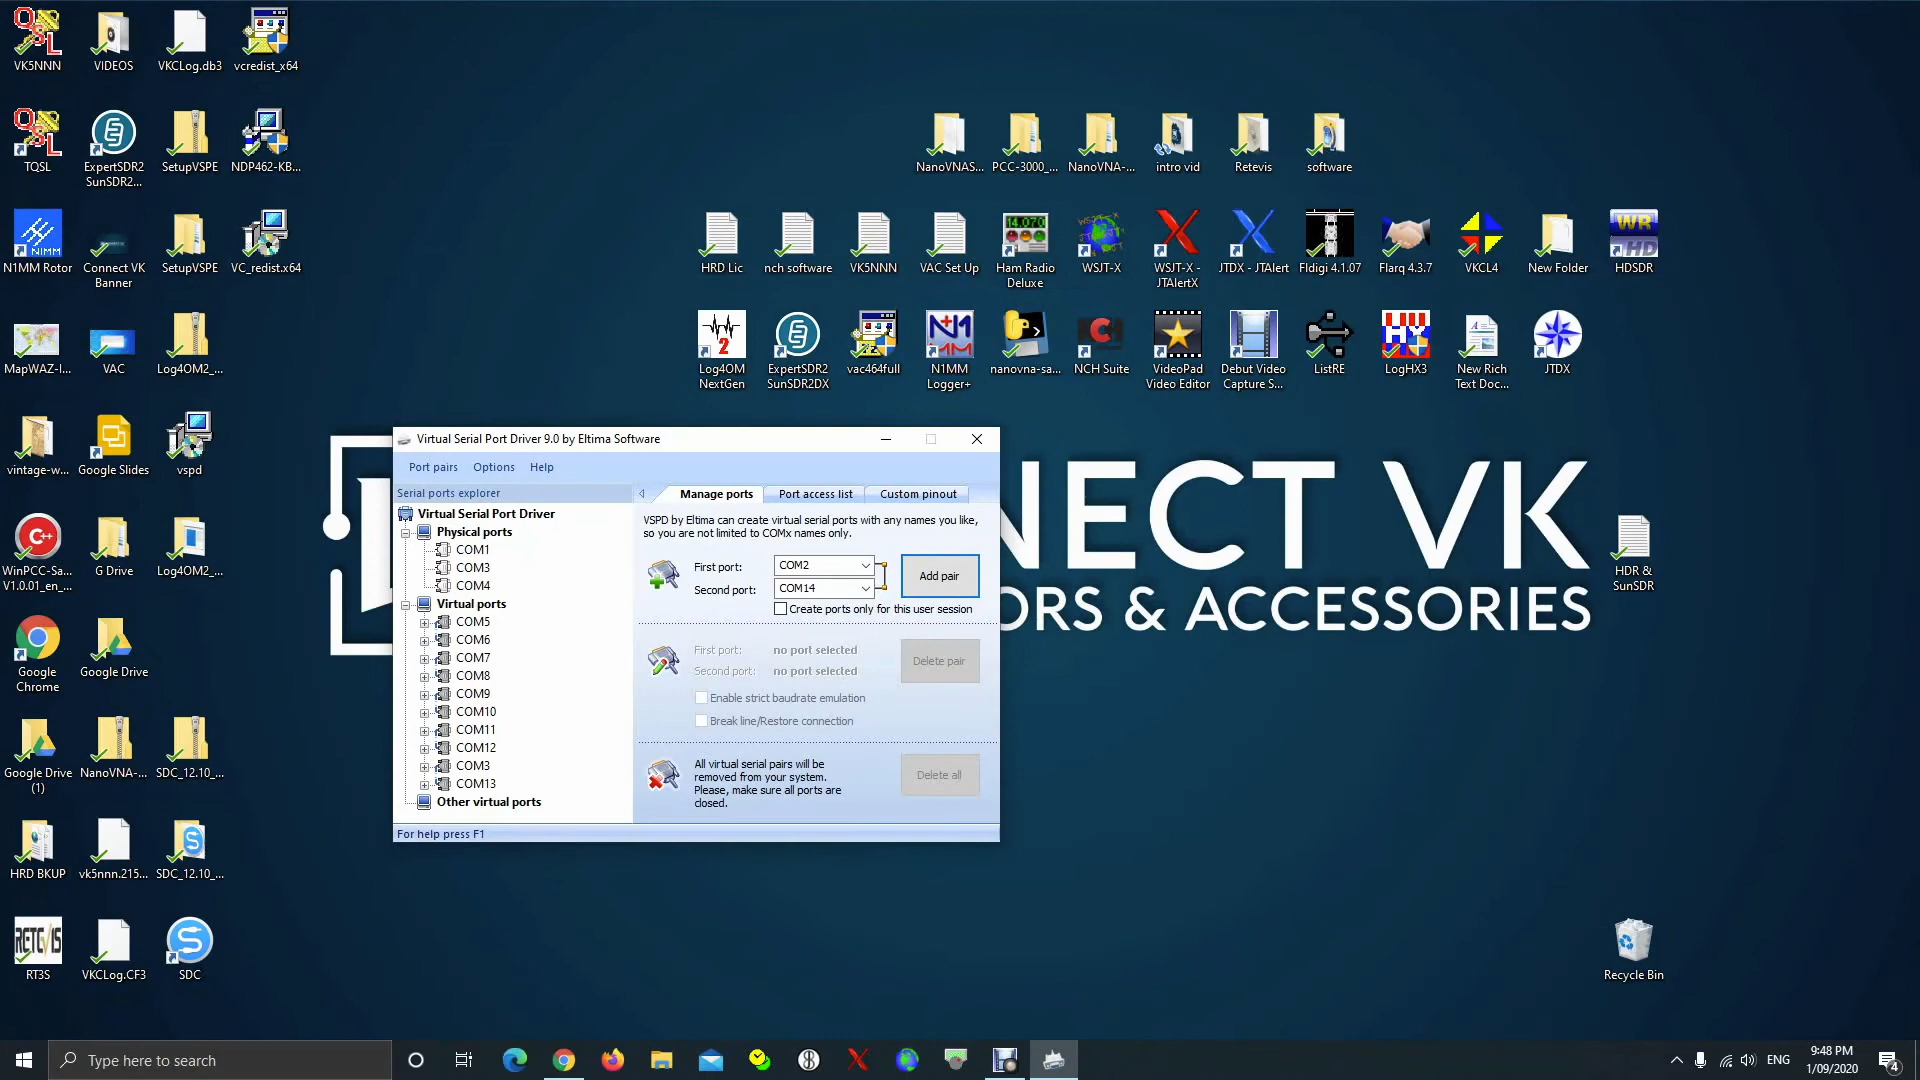 VK5NNN
VIDEOS
VKCLog.db3
vcredist_x64
TQSL
ExpertSDR2
SunSDR2...
SetupVSPE
NDP462-KB...
N1MM Rotor
Connect VK
Banner
SetupVSPE
VC_redist.x64
MapWAZ-I...
VAC
Log4OM2_...
vintage-w...
Google Slides
vspd
WinPCC-Sa...
V1.0.01_en_...
G Drive
Log4OM2_...
Google
Chrome
Google Drive
Google Drive
(1)
NanoVNA-...
SDC_12.10_...
HRD BKUP
vk5nnn.215...
SDC_12.10_...
RT3S
VKCLog.CF3
SDC
NanoVNAS...
PCC-3000_...
NanoVNA-...
intro vid
Retevis
software
HRD Lic
nch software
VK5NNN
VAC Set Up
Ham Radio
Deluxe
WSJT-X
WSJT-X -
JTAlertX
JTDX - JTAlert
Fldigi 4.1.07
Flarq 4.3.7
VKCL4
New Folder
HDSDR
Log4OM
NextGen
ExpertSDR2
SunSDR2DX
vac464full
N1MM
Logger+
nanovna-sa...
NCH Suite
VideoPad
Video Editor
Debut Video
Capture S...
ListRE
LogHX3
New Rich
Text Doc...
JTDX
HDR &
SunSDR
Recycle Bin
NECT VK
ORS & ACCESSORIES
Virtual Serial Port Driver 9.0 by Eltima Software
Port pairs
Options
Help
Serial ports explorer
Virtual Serial Port Driver
Physical ports
COM1
COM3
COM4
Virtual ports
COM5
COM6
COM7
COM8
COM9
COM10
COM11
COM12
COM3
COM13
Other virtual ports
Manage ports
Port access list
Custom pinout
VSPD by Eltima can create virtual serial ports with any names you like,
so you are not limited to COMx names only.
First port:
COM2
Second port:
COM14
Add pair
Create ports only for this user session
First port:
no port selected
Second port:
no port selected
Delete pair
Enable strict baudrate emulation
Break line/Restore connection
All virtual serial pairs will be
removed from your system.
Please, make sure all ports are
closed.
Delete all
For help press F1
Type here to search
ENG
9:48 PM
1/09/2020
4